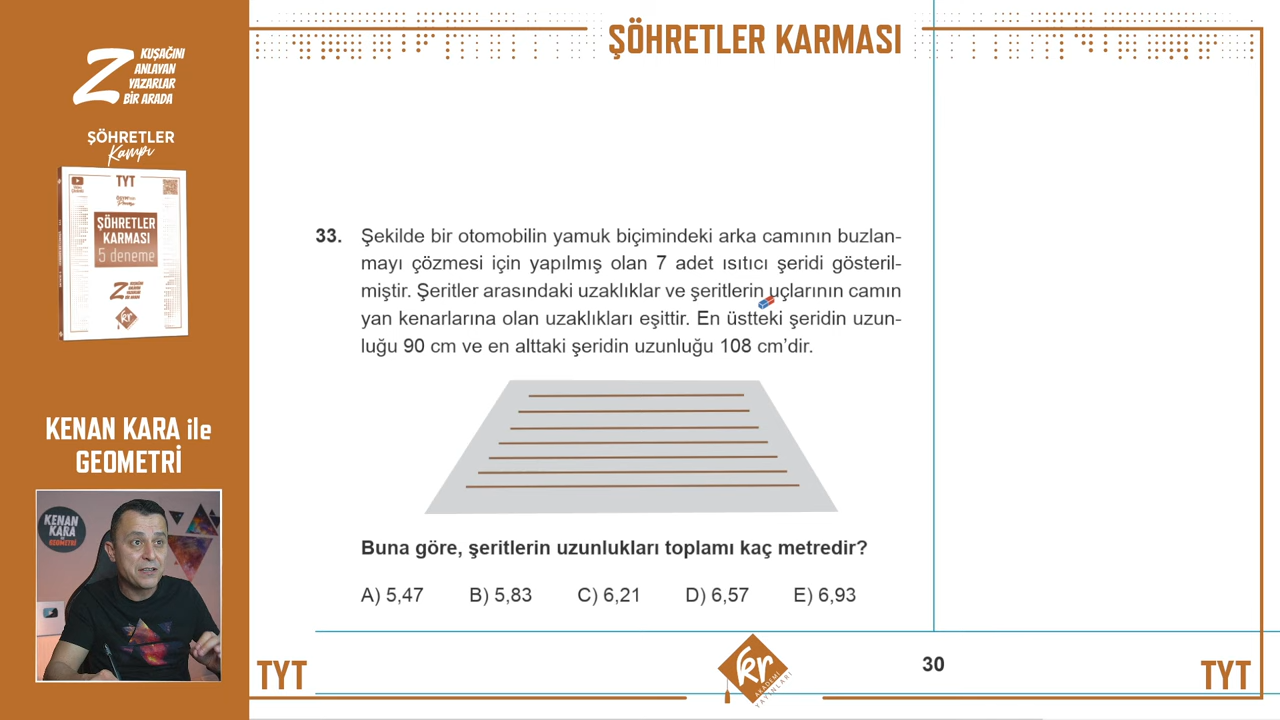 Z KUŞAĞINI
ANLAYAN
YAZARLAR
BİR ARADA
ŞÖHRETLER
Kampı
TYT
ŞÖHRETLER
KARMASI
5 deneme
kr
KENAN KARA ile
GEOMETRİ
KENAN
KARA
GEOMETRİ
ŞÖHRETLER KARMASI
33. Şekilde bir otomobilin yamuk biçimindeki arka camının buzlan-
mayı çözmesi için yapılmış olan 7 adet ısıtıcı şeridi gösteril-
miştir. Şeritler arasındaki uzaklıklar ve şeritlerin uçlarının camın
yan kenarlarına olan uzaklıkları eşittir. En üstteki şeridin uzun-
luğu 90 cm ve en alttaki şeridin uzunluğu 108 cm'dir.
Buna göre, şeritlerin uzunlukları toplamı kaç metredir?
A) 5,47 B) 5,83 C) 6,21 D) 6,57 E) 6,93
TYT
kr
AKADEMİ
YAYINLARI
30
TYT